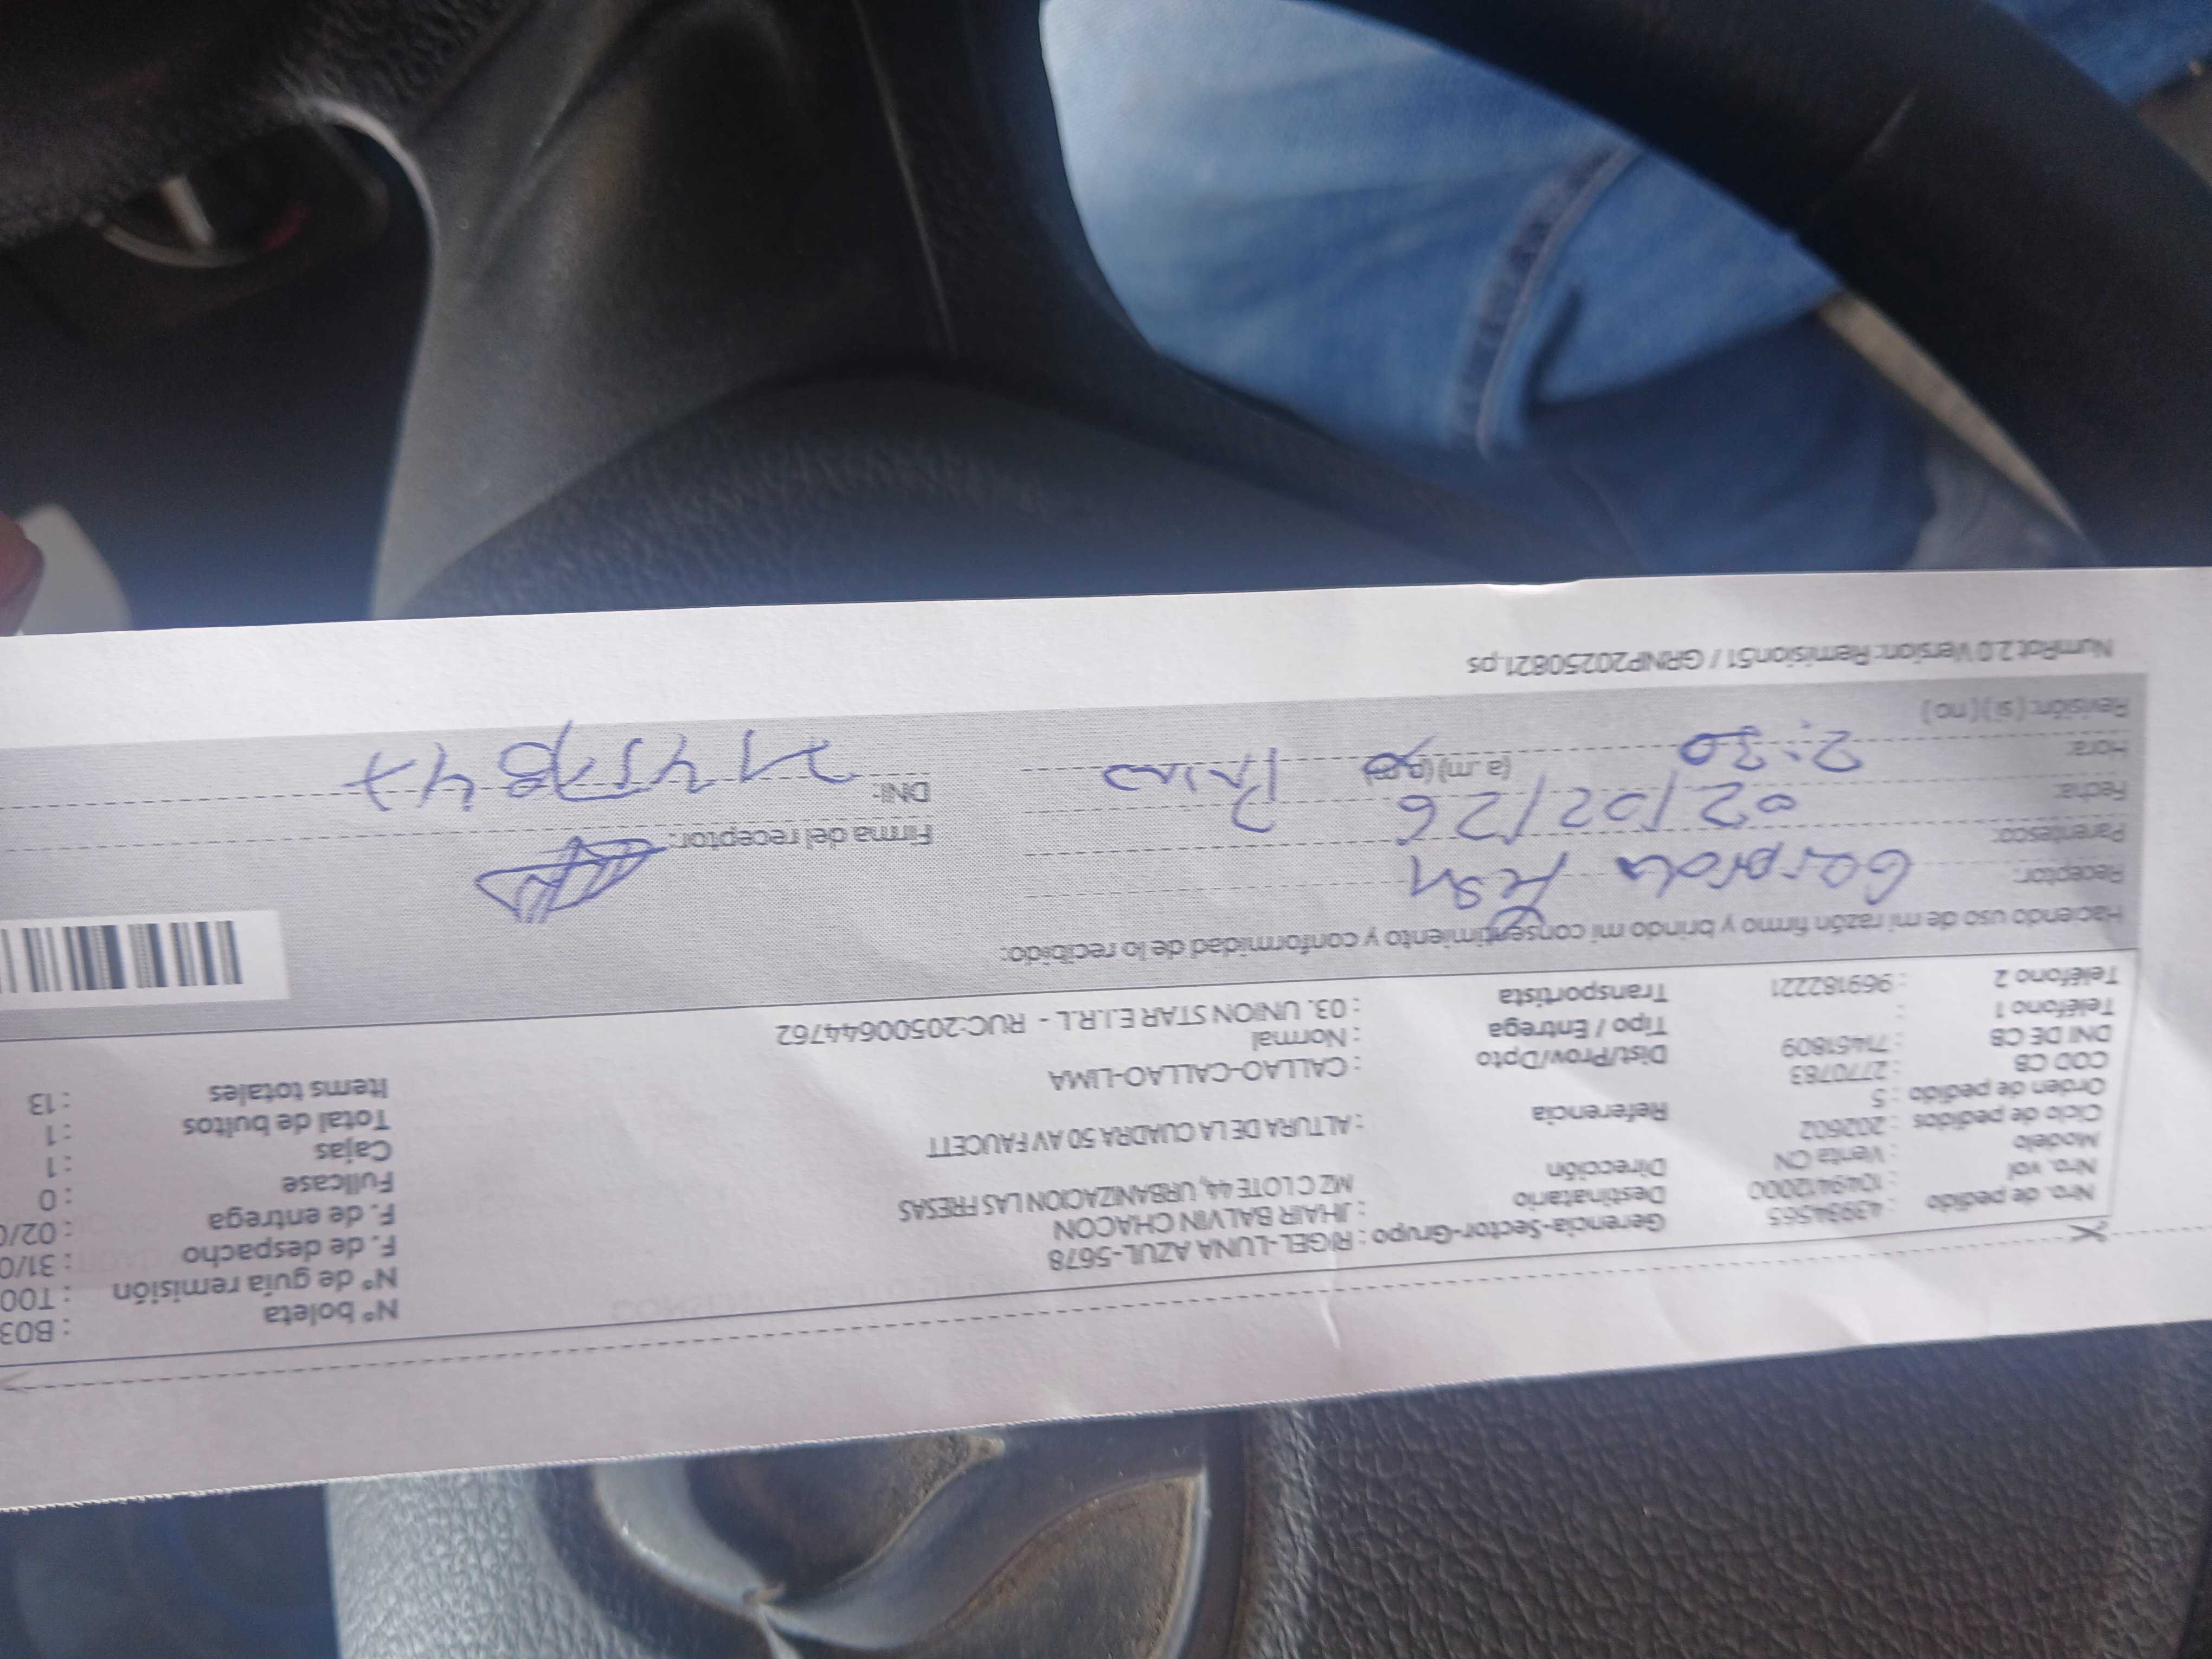 Nº boleta : B03
Nº de guía remisión : T00
F. de despacho : 31/0
F. de entrega : 02/0
Fullcase : 0
Cajas : 1
Total de bultos : 1
Items totales : 13
Gerencia-Sector-Grupo : RIGEL-LUNA AZUL-5678
Destinatario : JHAIR BALVIN CHACON
Dirección MZ C LOTE 44, URBANIZACION LAS FRESAS
Referencia : ALTURA DE LA CUADRA 50 AV FAUCETT
Dist/Prov/Dpto : CALLAO-CALLAO-LIMA
Tipo / Entrega : Normal
Transportista : 03. UNION STAR E.I.R.L - RUC:20500644762
Nro. de pedido : 43934565
Nro. vol : 1049412000
Modelo : Venta CN
Ciclo de pedidos : 202602
Orden de pedido : 5
COD CB : 2770783
DNI DE CB : 71461809
Teléfono 1 :
Teléfono 2 : 969182221
Haciendo uso de mi razón firmo y brindo mi consentimiento y conformidad de lo recibido:
Receptor:
Parentesco:
Fecha: 02/02/26
Hora: 2:30 (a.m) (p.m)
Revisión: ( si ) ( no )
Firma del receptor:
DNI:
NumRot 2.0 Version: Remision51 / GRNP20250821.ps